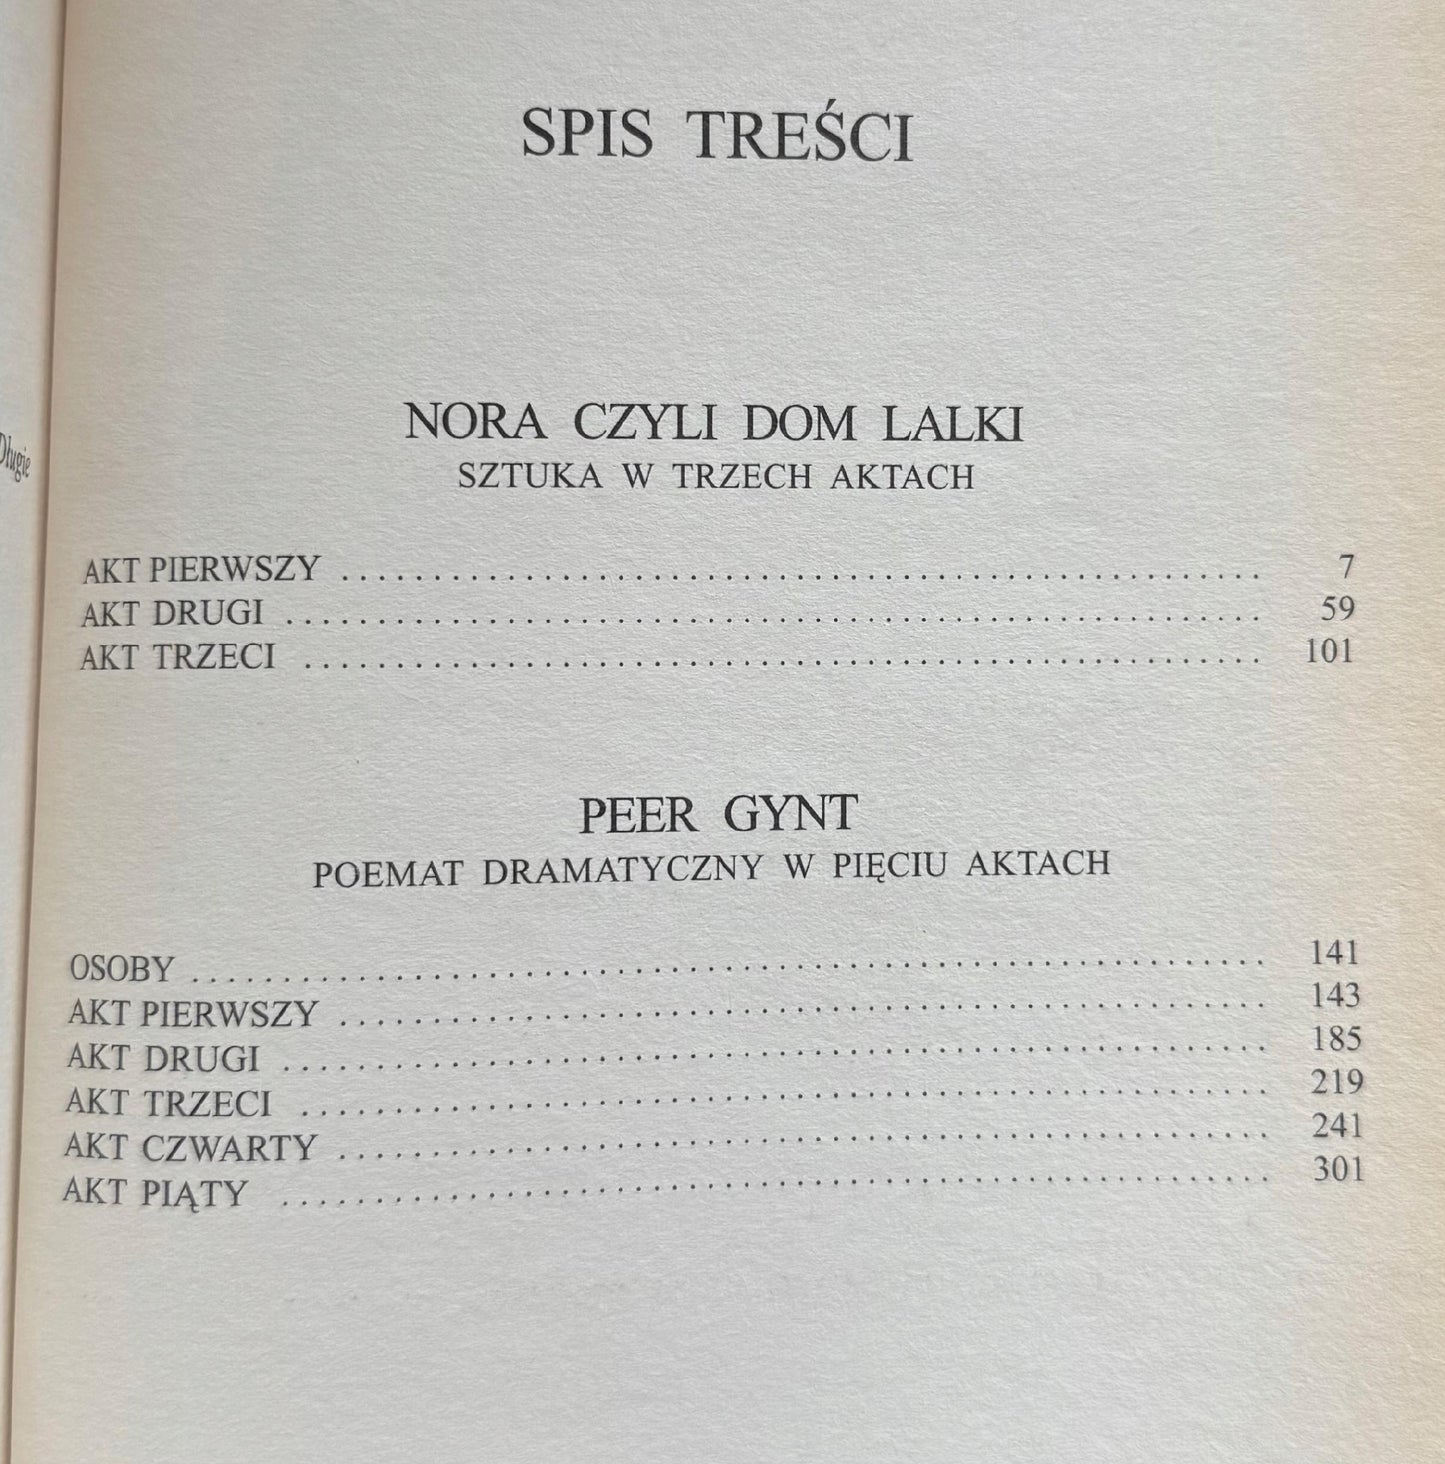 SPIS TREŚCI
NORA CZYLI DOM LALKI
SZTUKA W TRZECH AKTACH
AKT PIERWSZY . . . . . . . . . . . . . . . . . . . . . . . . . . . . . . . . . . . . . . . . 7
AKT DRUGI . . . . . . . . . . . . . . . . . . . . . . . . . . . . . . . . . . . . . . . . 59
AKT TRZECI . . . . . . . . . . . . . . . . . . . . . . . . . . . . . . . . . . . . . . . . 101
PEER GYNT
POEMAT DRAMATYCZNY W PIĘCIU AKTACH
OSOBY . . . . . . . . . . . . . . . . . . . . . . . . . . . . . . . . . . . . . . . . 141
AKT PIERWSZY . . . . . . . . . . . . . . . . . . . . . . . . . . . . . . . . . . . . . . . . 143
AKT DRUGI . . . . . . . . . . . . . . . . . . . . . . . . . . . . . . . . . . . . . . . . 185
AKT TRZECI . . . . . . . . . . . . . . . . . . . . . . . . . . . . . . . . . . . . . . . . 219
AKT CZWARTY . . . . . . . . . . . . . . . . . . . . . . . . . . . . . . . . . . . . . . . . 241
AKT PIĄTY . . . . . . . . . . . . . . . . . . . . . . . . . . . . . . . . . . . . . . . . 301
Długie